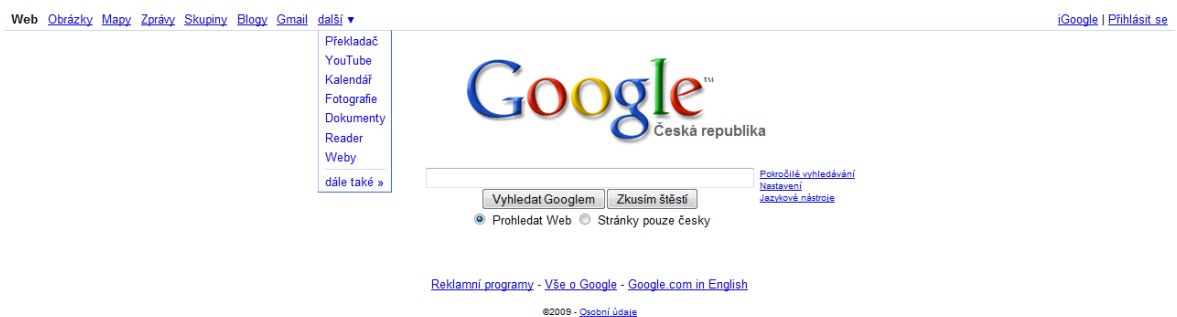 Web Obrázky Mapy Zprávy Skupiny Blogy Gmail další ▼ iGoogle | Přihlásit se
Překladač
YouTube
Kalendář
Fotografie
Dokumenty
Reader
Weby
dále také »
Google™
Česká republika
Pokročilé vyhledávání
Nastavení
Jazykové nástroje
Vyhledat Googlem Zkusím štěstí
Prohledat Web Stránky pouze česky
Reklamní programy - Vše o Google - Google.com in English
©2009 - Osobní údaje